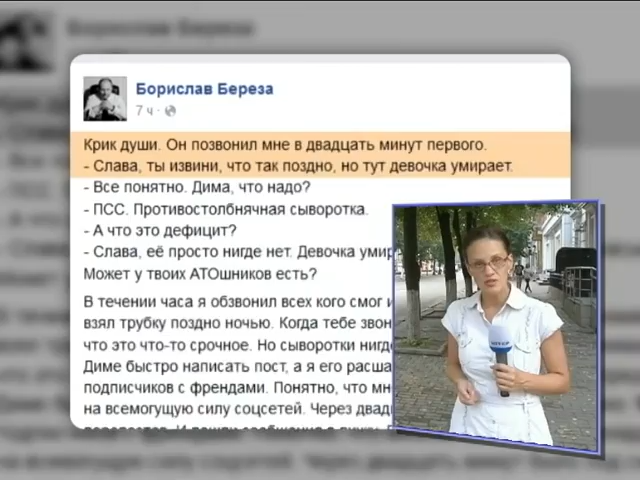 Борислав Береза
7 ч
Крик души. Он позвонил мне в двадцать минут первого.
- Слава, ты извини, что так поздно, но тут девочка умирает.
- Все понятно. Дима, что надо?
- ПСС. Противостолбнячная сыворотка.
- А что это дефицит?
- Слава, её просто нигде нет. Девочка умир
Может у твоих АТОшников есть?
В течении часа я обзвонил всех кого смог и
взял трубку поздно ночью. Когда тебе звон
что это что-то срочное. Но сыворотки нигд
Диме быстро написать пост, а я его расша
подписчиков с френдами. Понятно, что мн
на всемогущую силу соцсетей. Через двад